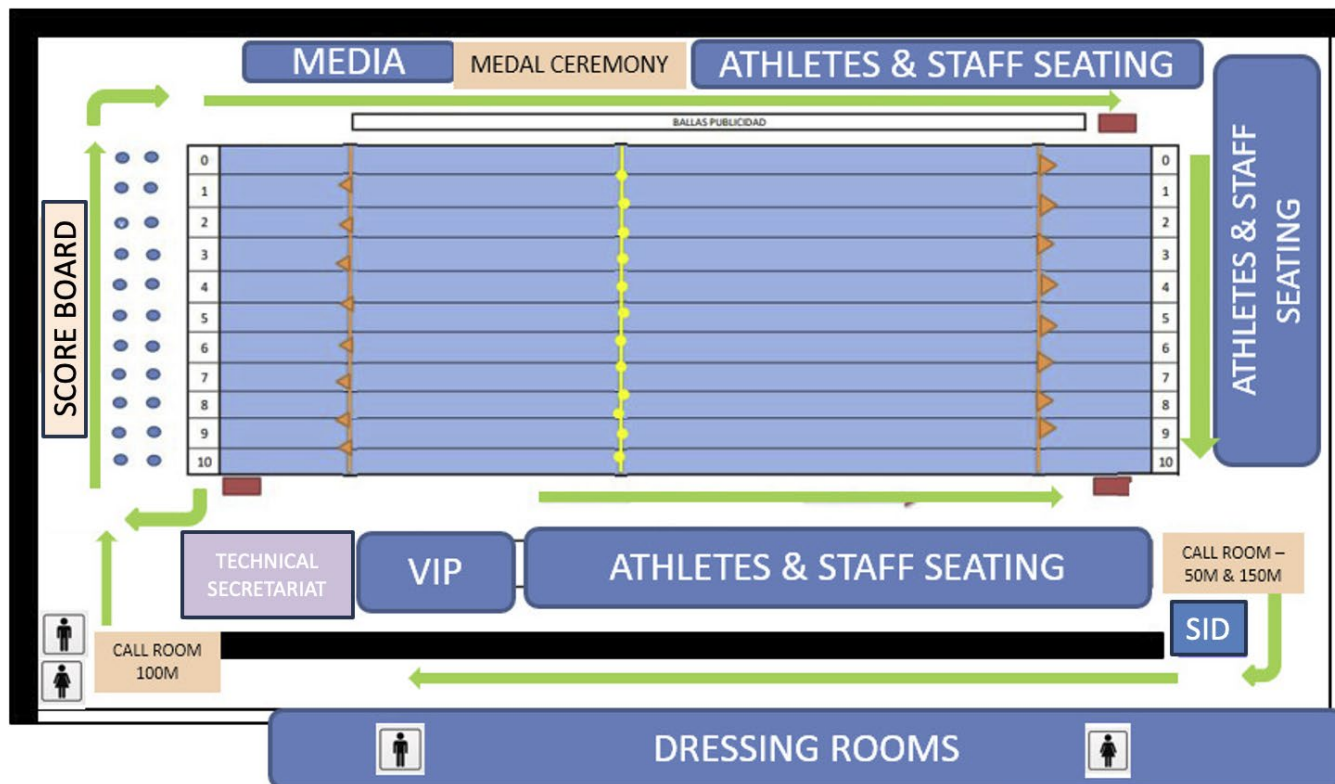 MEDIA
MEDAL CEREMONY
ATHLETES & STAFF SEATING
BALLAS PUBLICIDAD
SCORE BOARD
0
1
2
3
4
5
6
7
8
9
10
0
1
2
3
4
5
6
7
8
9
10
ATHLETES & STAFF
SEATING
TECHNICAL
SECRETARIAT
VIP
ATHLETES & STAFF SEATING
CALL ROOM –
50M & 150M
SID
CALL ROOM
100M
DRESSING ROOMS